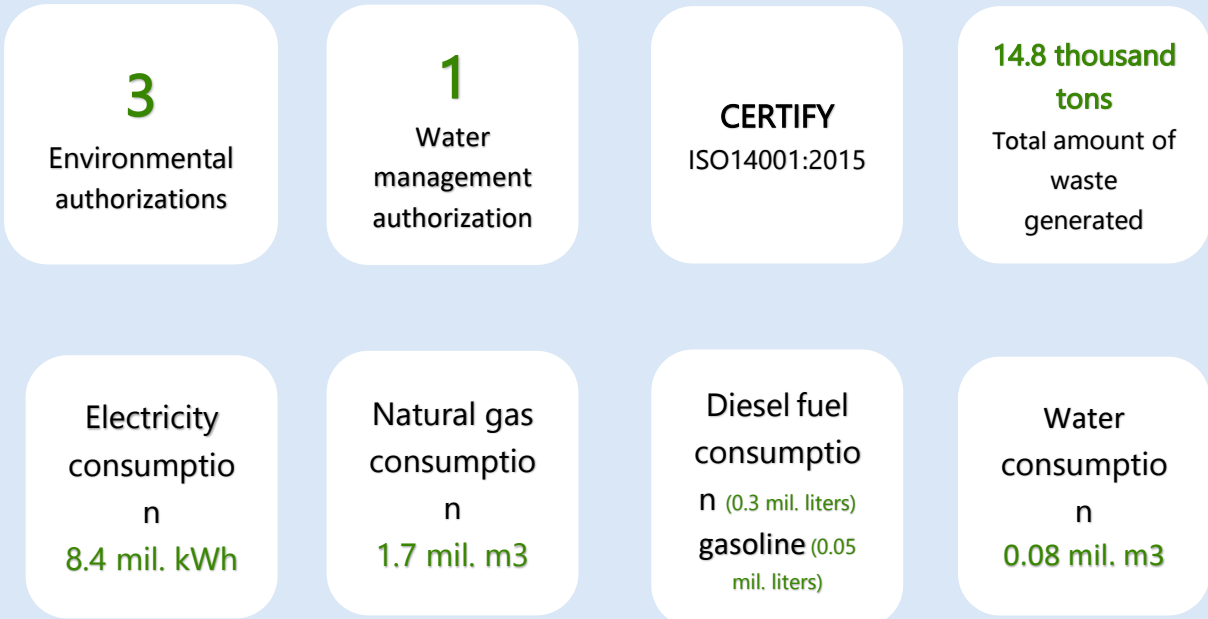 3
Environmental
authorizations
1
Water
management
authorization
CERTIFY
ISO14001:2015
14.8 thousand
tons
Total amount of
waste
generated
Electricity
consumptio
n
8.4 mil. kWh
Natural gas
consumptio
n
1.7 mil. m3
Diesel fuel
consumptio
n (0.3 mil. liters)
gasoline (0.05
mil. liters)
Water
consumptio
n
0.08 mil. m3